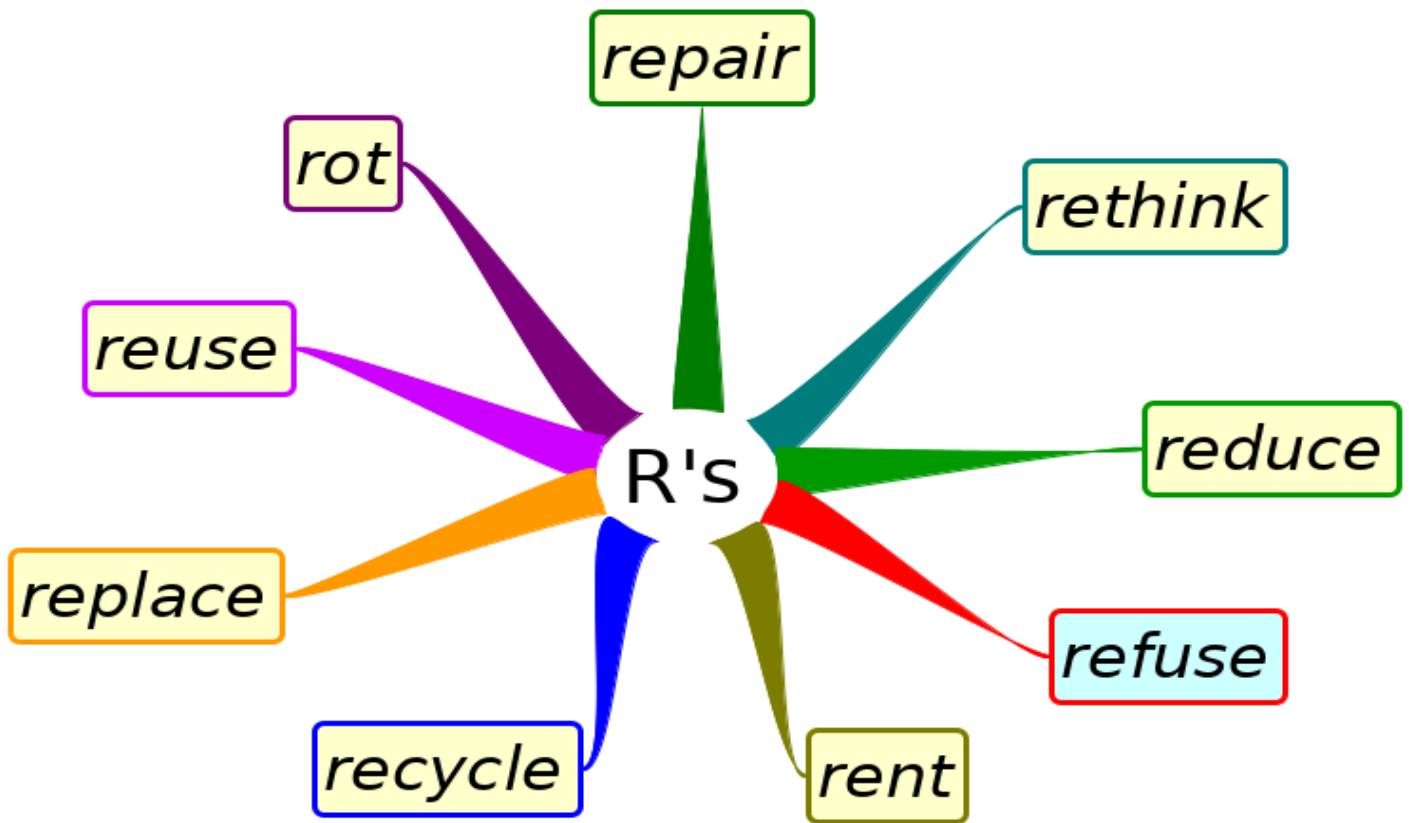 repair
rot
rethink
reuse
reduce
R's
replace
refuse
recycle
rent